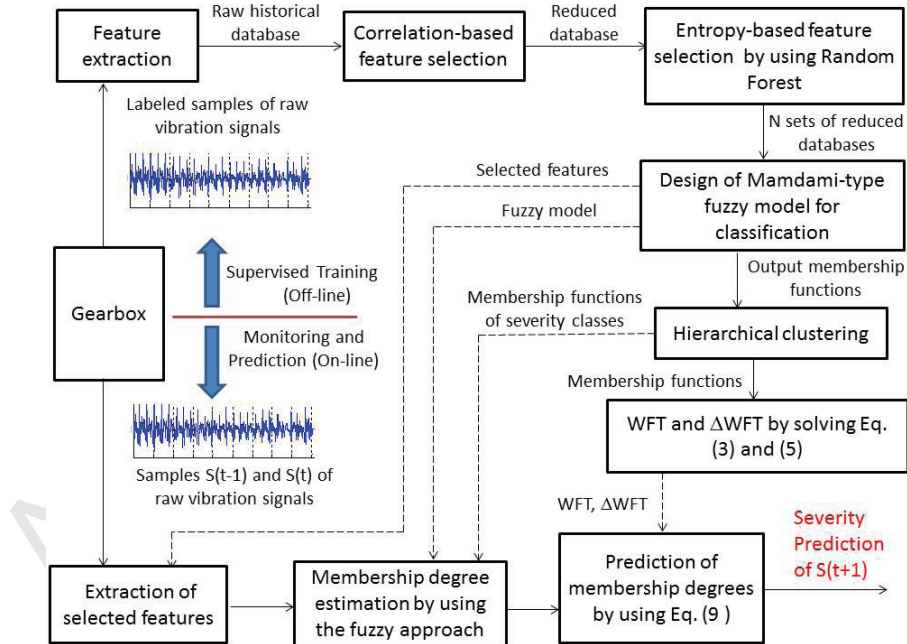 Raw historical
database
Reduced
database
Feature
extraction
Correlation-based
feature selection
Entropy-based feature
selection by using Random
Forest
Labeled samples of raw
vibration signals
N sets of reduced
databases
Selected features
Design of Mamdami-type
fuzzy model for
classification
Fuzzy model
Gearbox
Supervised Training
(Off-line)
Output membership
functions
Membership functions
of severity classes
Monitoring and
Prediction (On-line)
Hierarchical clustering
Membership functions
WFT and ΔWFT by solving Eq.
(3) and (5)
Samples S(t-1) and S(t) of
raw vibration signals
WFT, ΔWFT
Severity
Prediction
of S(t+1)
Extraction of
selected features
Membership degree
estimation by using
the fuzzy approach
Prediction of
membership degrees
by using Eq. (9 )